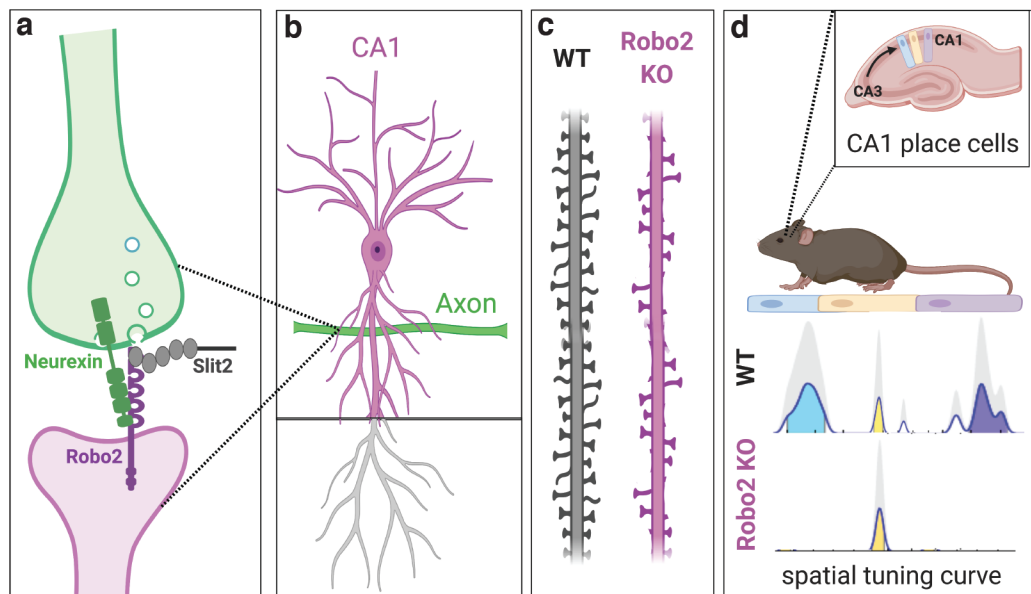 a
Neurexin
Slit2
Robo2
b
CA1
Axon
c
WT
Robo2
KO
d
CA1
CA3
CA1 place cells
WT
Robo2 KO
spatial tuning curve